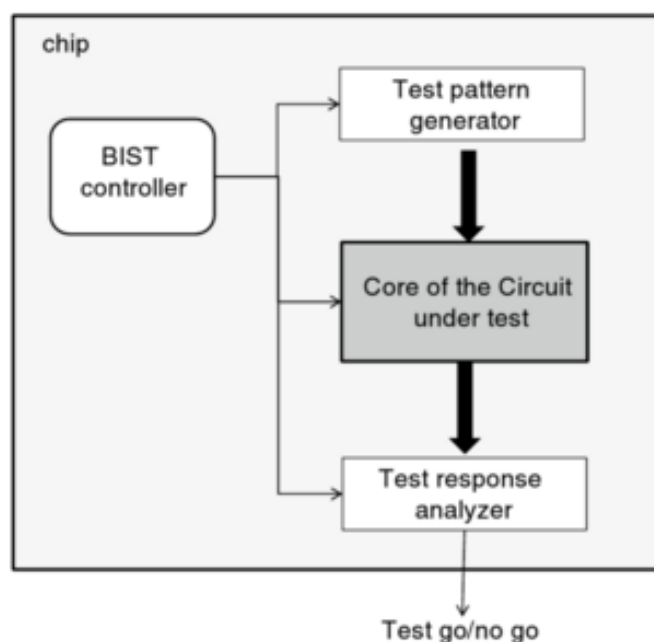 chip
Test pattern
generator
BIST
controller
Core of the Circuit
under test
Test response
analyzer
Test go/no go